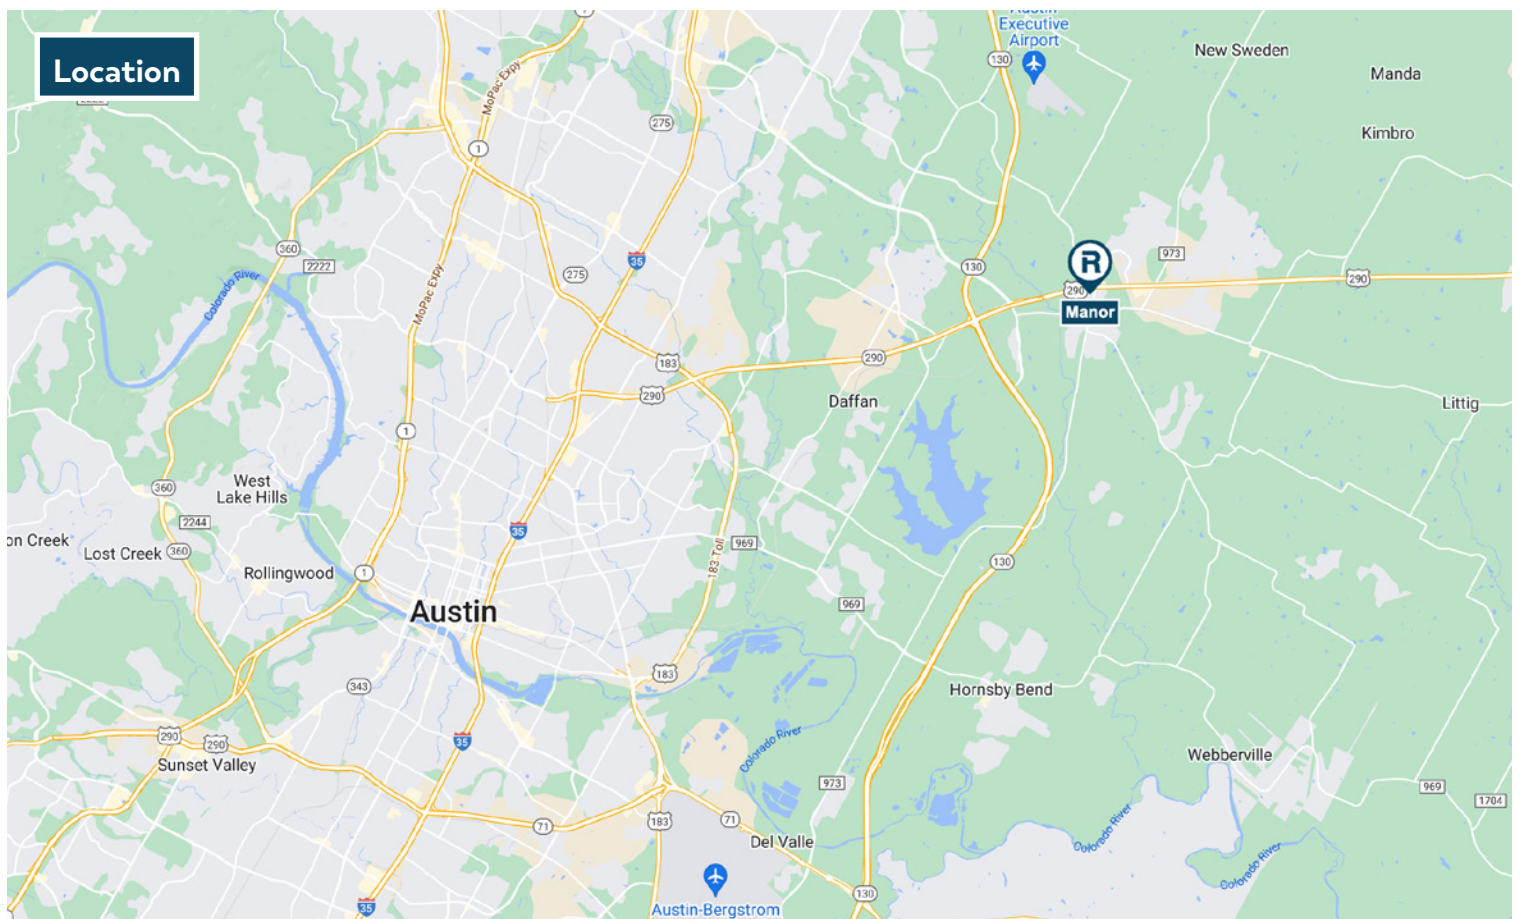 Location
Austin
Executive
Airport
New Sweden
Manda
Kimbro
130
MoPac Expy
275
1
360
2222
Colorado River
35
275
MoPac Expy
130
973
R
290
Manor
290
183
290
290
Daffan
Littig
1
360
West
Lake Hills
2244
on Creek
Lost Creek
360
Rollingwood
1
35
969
183 Toll
130
969
Austin
183
343
Hornsby Bend
290
290
Sunset Valley
35
Colorado River
973
Webberville
969
1704
71
183
71
Del Valle
Colorado River
Colorado River
130
35
Austin-Bergstrom